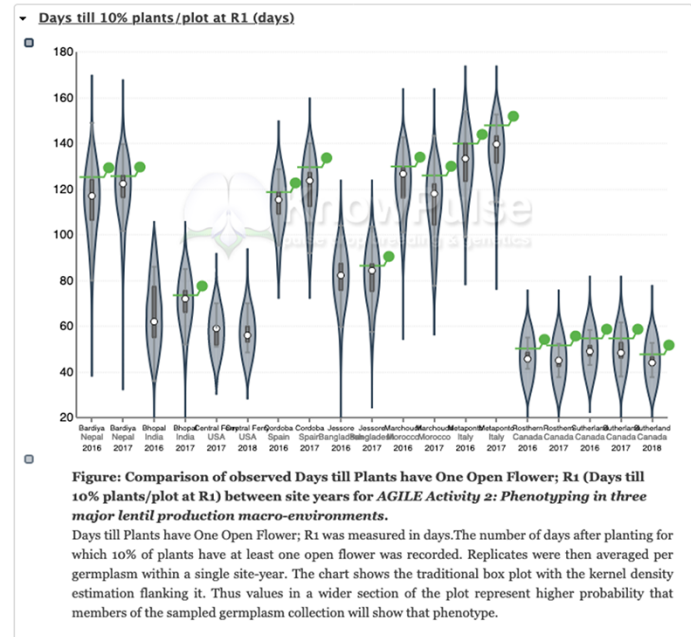 Days till 10% plants/plot at R1 (days)
180
160
140
120
100
80
60
40
20
KnowPulse
pulse crop breeding & genetics
Bardiya Bardiya Bhopal Bhopal Central Ferry Central Ferry Cordoba Cordoba Jessore Jessore Marchouch Marchouch Metaponto Metaponto Rosthern Rosthern Sutherland Sutherland Sutherland
Nepal Nepal India India USA USA Spain Spain Bangladesh Bangladesh Morocco Morocco Italy Italy Canada Canada Canada Canada Canada
2016 2017 2016 2017 2017 2018 2016 2017 2016 2017 2016 2017 2016 2017 2016 2017 2016 2017 2018
Figure: Comparison of observed Days till Plants have One Open Flower; R1 (Days till
10% plants/plot at R1) between site years for AGILE Activity 2: Phenotyping in three
major lentil production macro-environments.
Days till Plants have One Open Flower; R1 was measured in days.The number of days after planting for
which 10% of plants have at least one open flower was recorded. Replicates were then averaged per
germplasm within a single site-year. The chart shows the traditional box plot with the kernel density
estimation flanking it. Thus values in a wider section of the plot represent higher probability that
members of the sampled germplasm collection will show that phenotype.